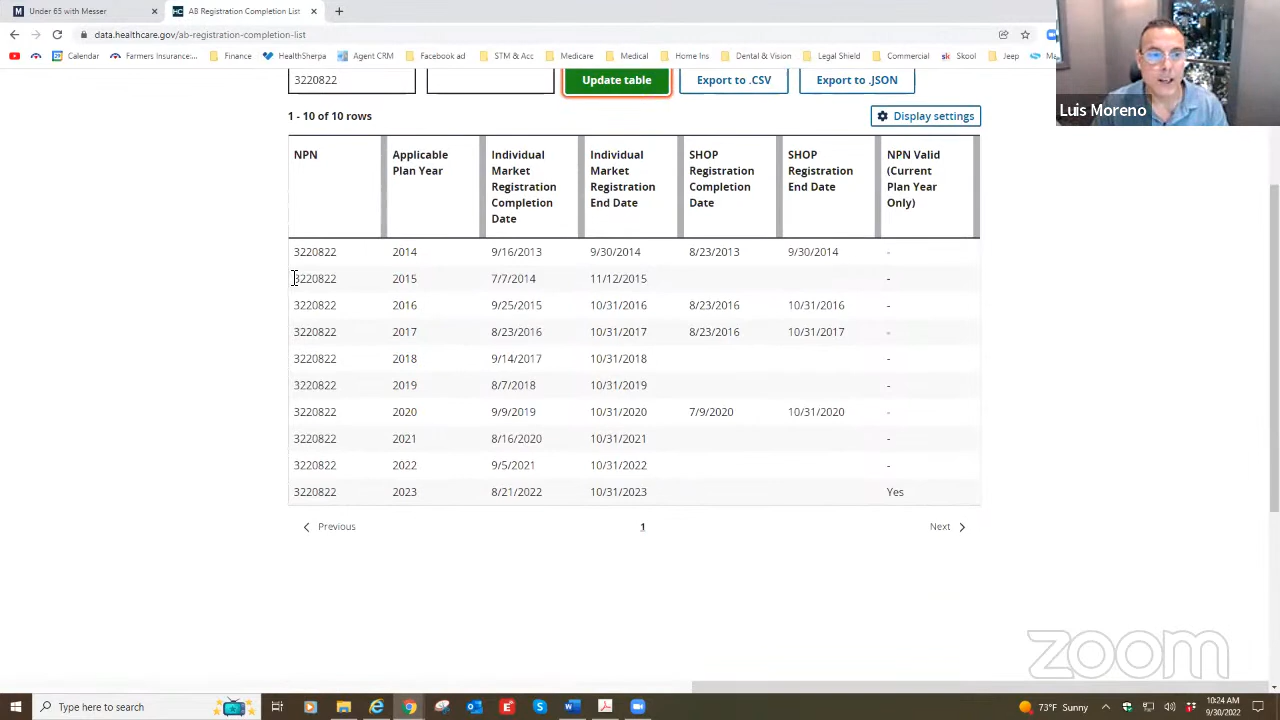 Under 65 with Messer
AB Registration Completion List
data.healthcare.gov/ab-registration-completion-list
Calendar
Farmers Insurance:...
Finance
HealthSherpa
Agent CRM
Facebook ad
STM & Acc
Medicare
Medical
Home Ins
Dental & Vision
Legal Shield
Commercial
Skool
Jeep
Luis Moreno
3220822
Update table
Export to .CSV
Export to .JSON
1 - 10 of 10 rows
Display settings
NPN
Applicable Plan Year
Individual Market Registration Completion Date
Individual Market Registration End Date
SHOP Registration Completion Date
SHOP Registration End Date
NPN Valid (Current Plan Year Only)
3220822 2014 9/16/2013 9/30/2014 8/23/2013 9/30/2014 -
3220822 2015 7/7/2014 11/12/2015 -
3220822 2016 9/25/2015 10/31/2016 8/23/2016 10/31/2016 -
3220822 2017 8/23/2016 10/31/2017 8/23/2016 10/31/2017 -
3220822 2018 9/14/2017 10/31/2018 -
3220822 2019 8/7/2018 10/31/2019 -
3220822 2020 9/9/2019 10/31/2020 7/9/2020 10/31/2020 -
3220822 2021 8/16/2020 10/31/2021 -
3220822 2022 9/5/2021 10/31/2022 -
3220822 2023 8/21/2022 10/31/2023 Yes
Previous
1
Next
zoom
Type here to search
73°F Sunny
10:24 AM
9/30/2022